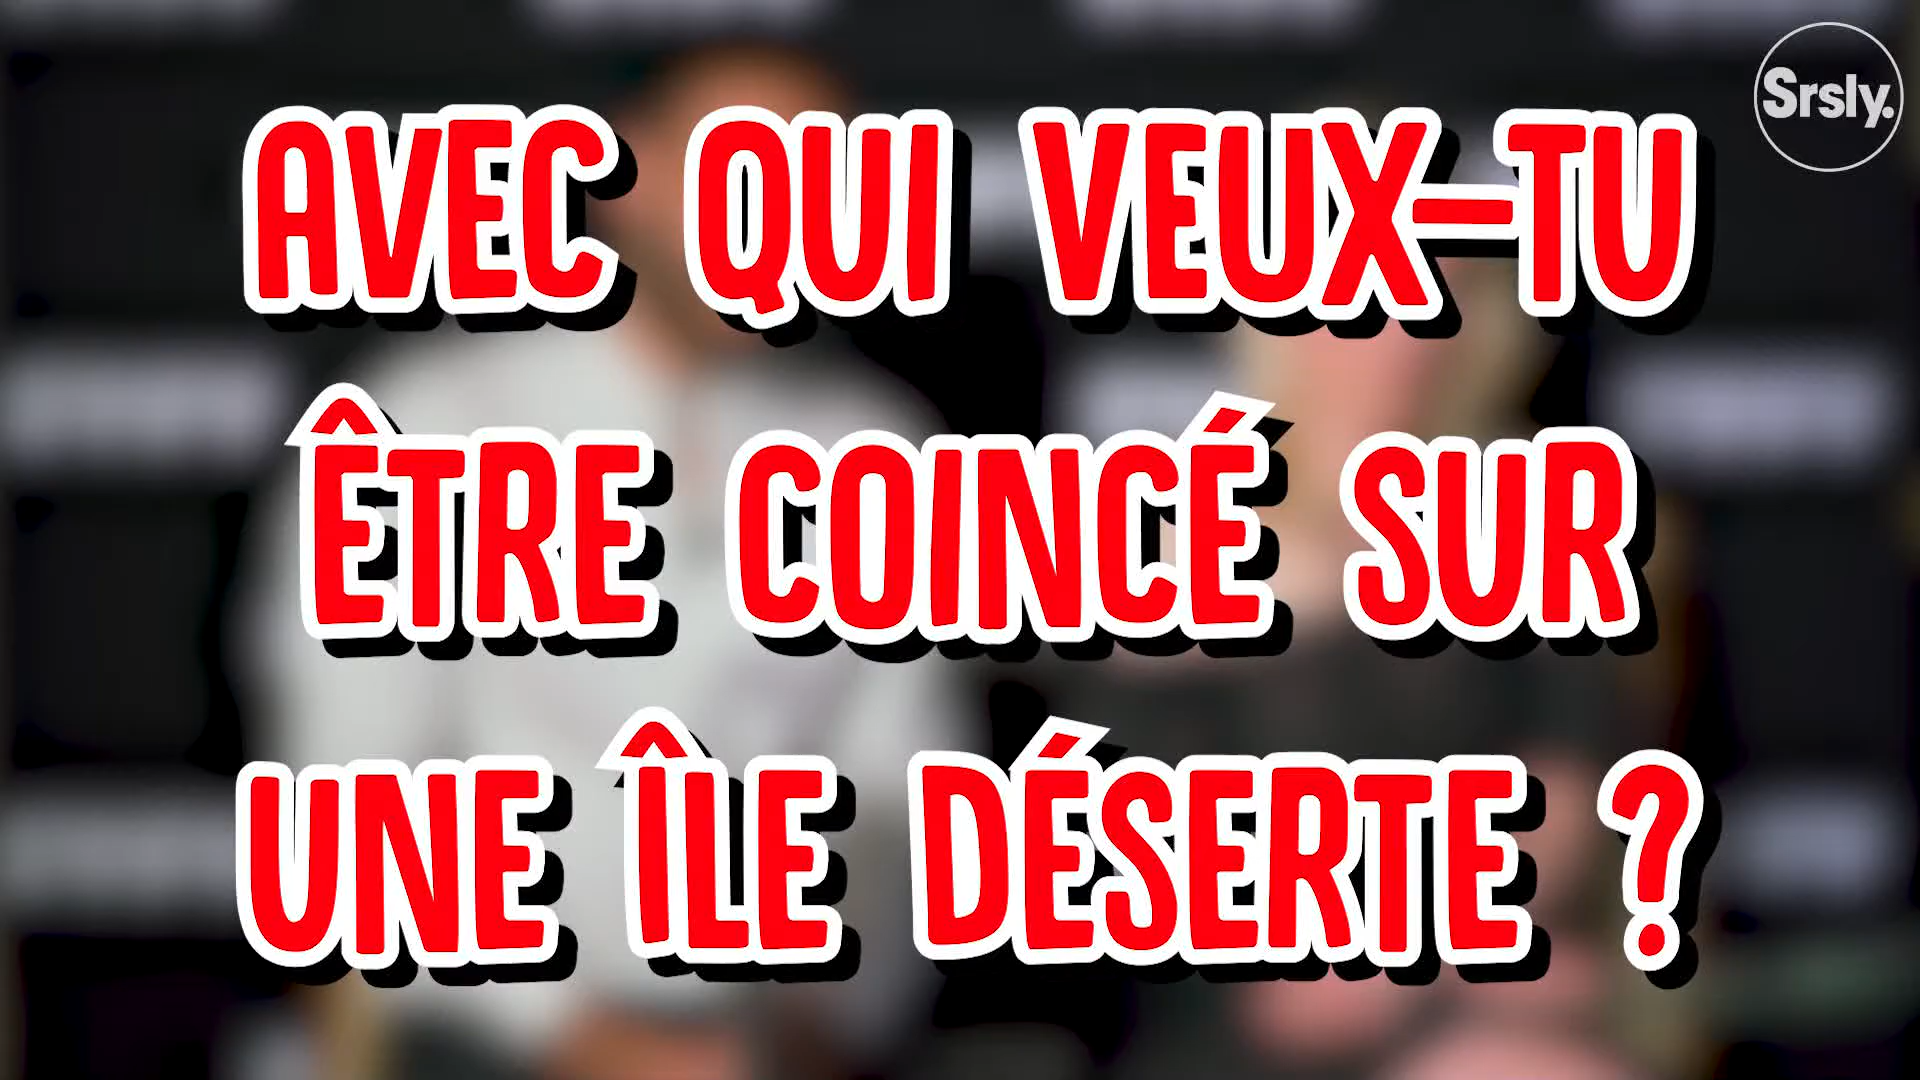 Srsly.
AVEC QUI VEUX-TU
ÊTRE COINCÉ SUR
UNE ÎLE DÉSERTE ?